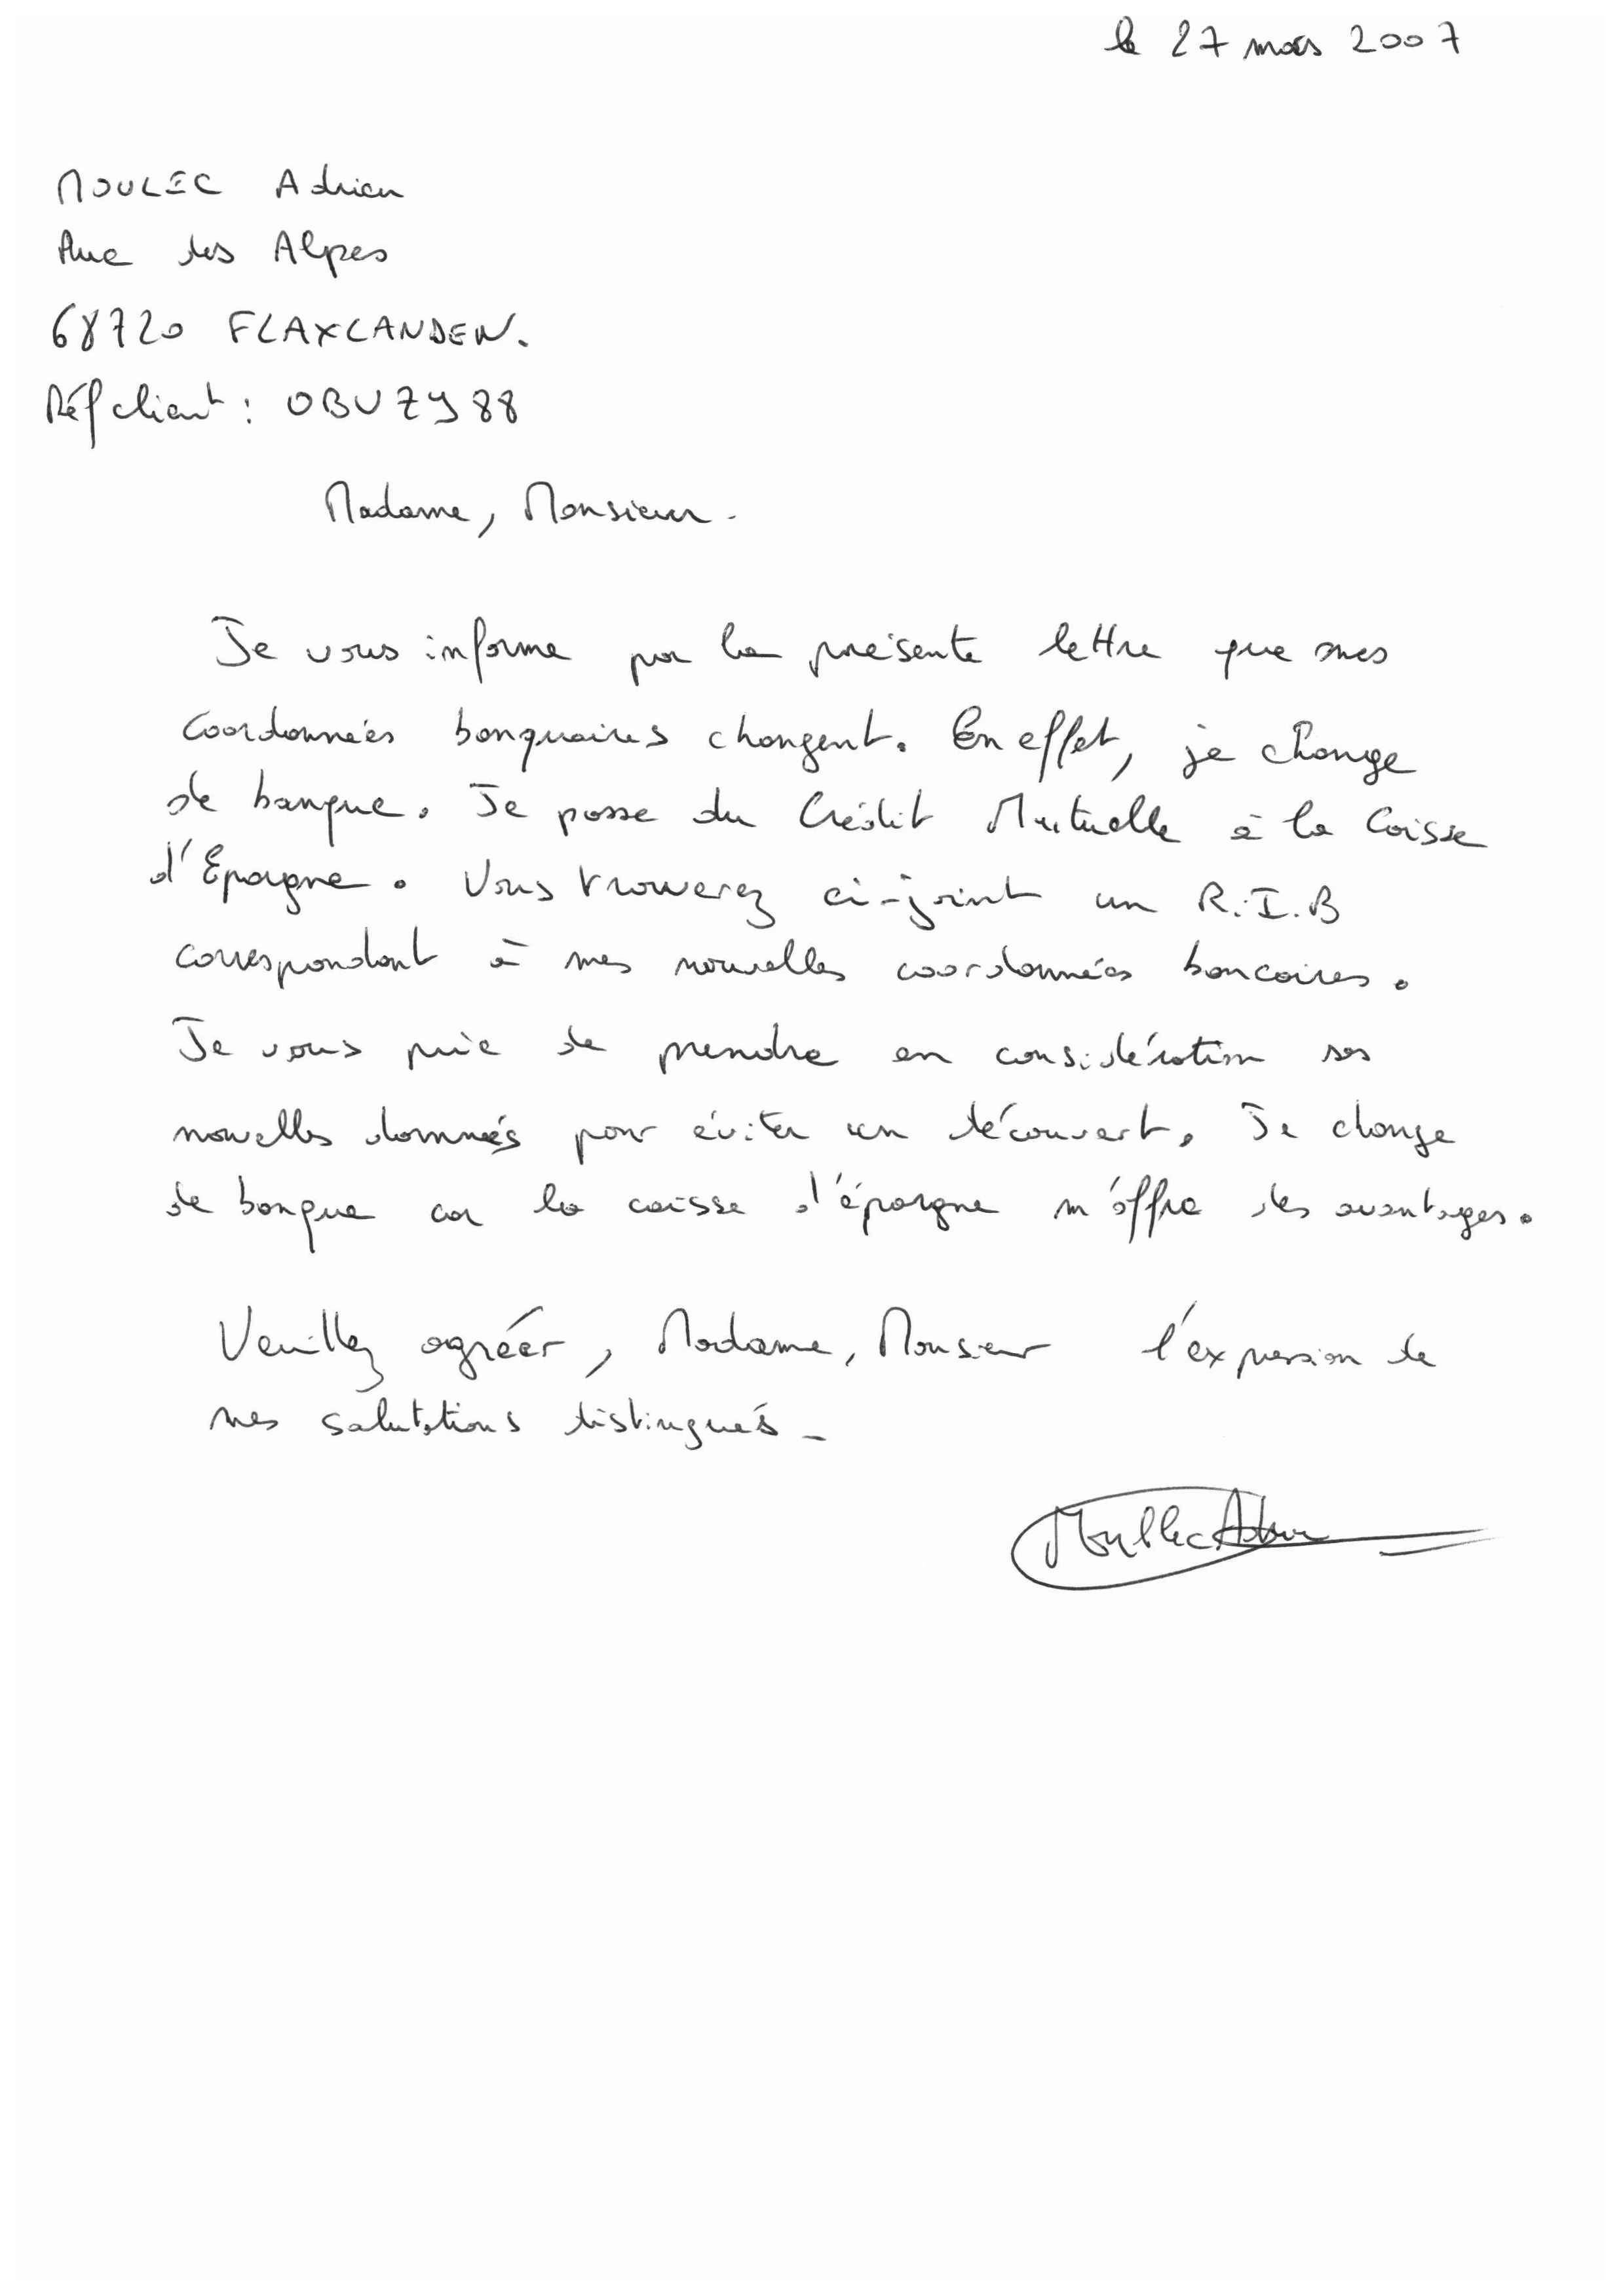 le 27 mars 2007
MOULEC Adrien
Rue des Alpes
68720 FLAXLANDEN.
Réf client : OBUZY88
Madame, Monsieur.
Je vous informe par la présente lettre que mes
coordonnées banquaires changent. En effet, je change
de banque. Je passe du Crédit Mutuelle à la Caisse
d'Epargne. Vous trouverez ci-joint un R.I.B
correspondant à mes nouvelles coordonnées bancaires.
Je vous prie de prendre en considération ses
nouvelles données pour éviter un découvert. Je change
de banque car la caisse d'épargne m'offre des avantages.
Veuillez agréer, Madame, Monsieur l'expression de
mes salutations distingués -